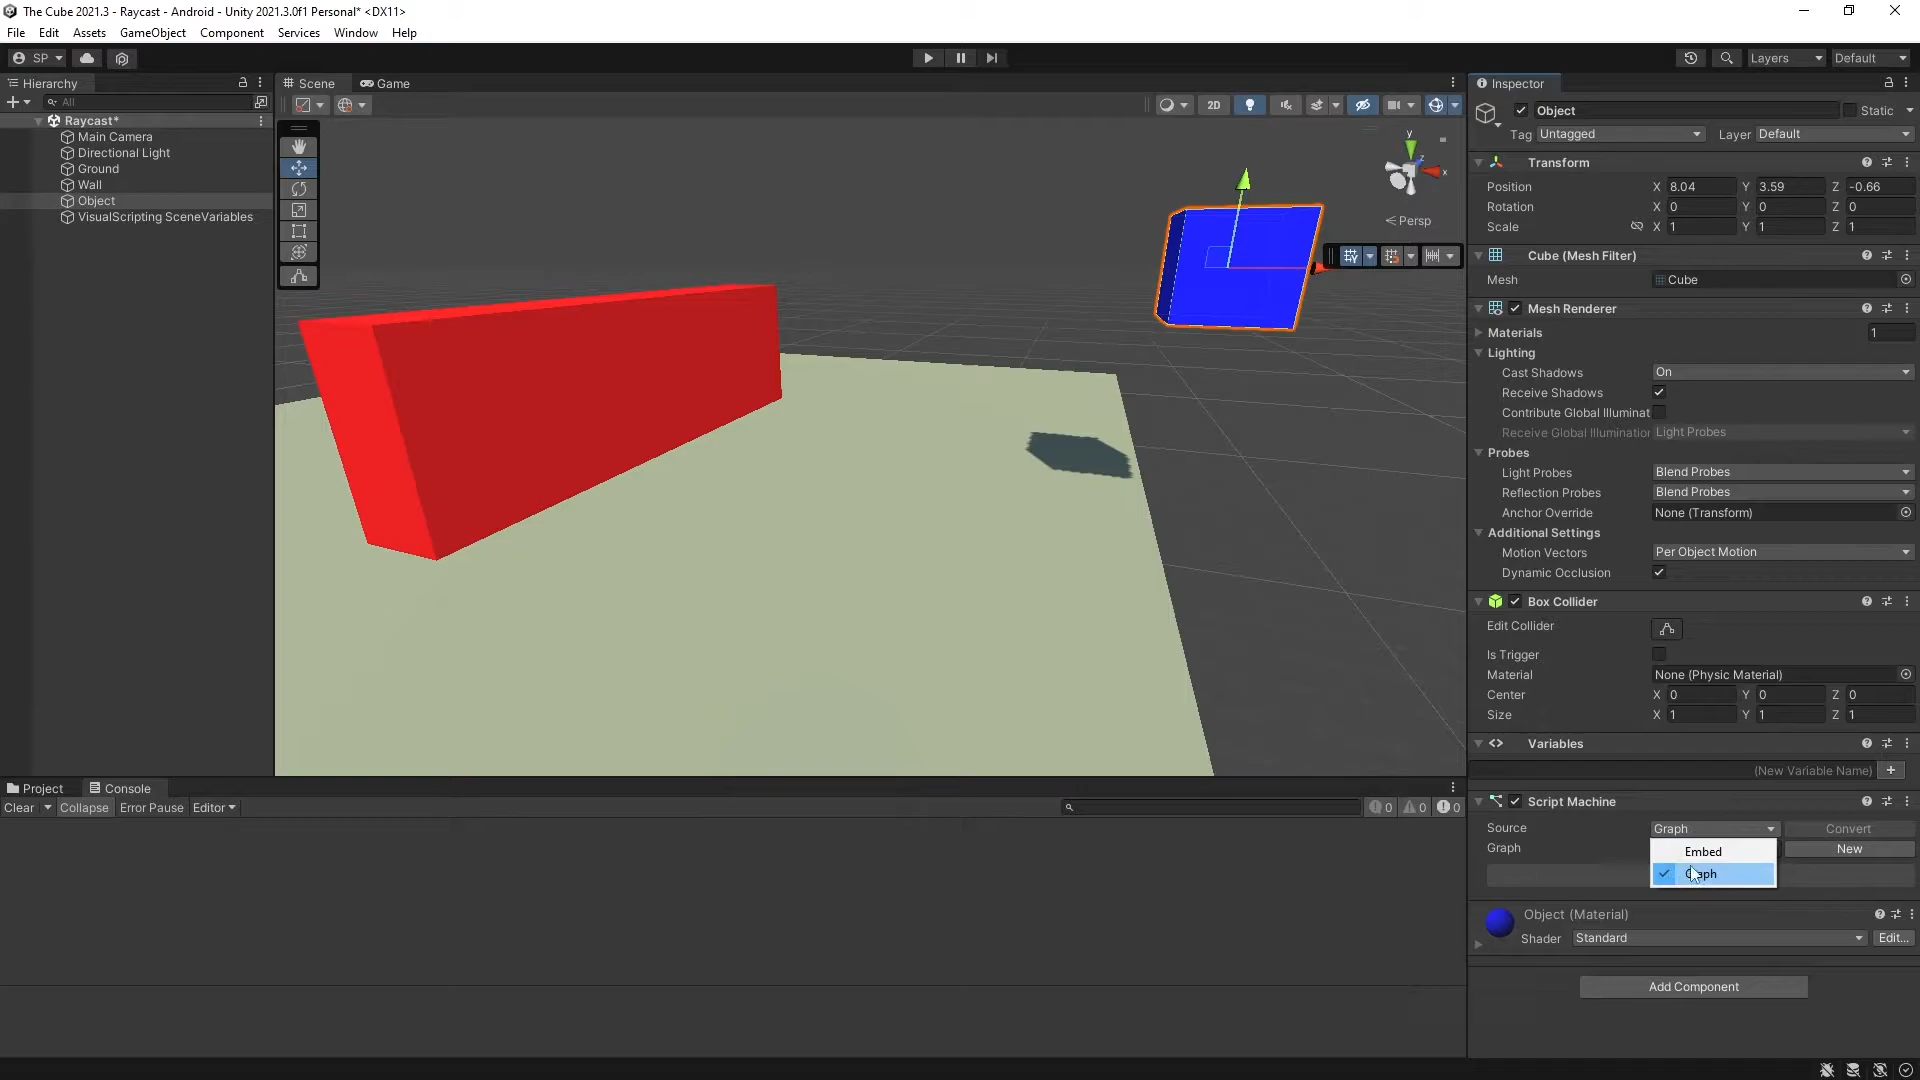 The Cube 2021.3 - Raycast - Android - Unity 2021.3.0f1 Personal* <DX11>
File Edit Assets GameObject Component Services Window Help
SP
Layers
Default
Hierarchy
All
Raycast*
Main Camera
Directional Light
Ground
Wall
Object
VisualScripting SceneVariables
Scene
Game
2D
y
z
x
Persp
Inspector
Object
Static
Tag Untagged Layer Default
Transform
Position X 8.04 Y 3.59 Z -0.66
Rotation X 0 Y 0 Z 0
Scale X 1 Y 1 Z 1
Cube (Mesh Filter)
Mesh Cube
Mesh Renderer
Materials 1
Lighting
Cast Shadows On
Receive Shadows
Contribute Global Illuminat
Receive Global Illumination Light Probes
Probes
Light Probes Blend Probes
Reflection Probes Blend Probes
Anchor Override None (Transform)
Additional Settings
Motion Vectors Per Object Motion
Dynamic Occlusion
Box Collider
Edit Collider
Is Trigger
Material None (Physic Material)
Center X 0 Y 0 Z 0
Size X 1 Y 1 Z 1
Variables
(New Variable Name) +
Script Machine
Source Graph Convert
Graph New
Embed
Graph
Object (Material)
Shader Standard Edit...
Add Component
Project Console
Clear Collapse Error Pause Editor
0 0 0